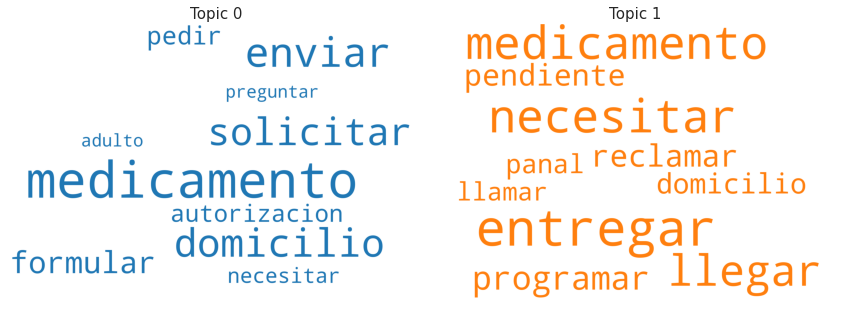 Topic 0
pedir
enviar
preguntar
adulto
solicitar
medicamento
autorizacion
domicilio
formular
necesitar
Topic 1
medicamento
pendiente
necesitar
panal
reclamar
llamar
domicilio
entregar
programar
llegar